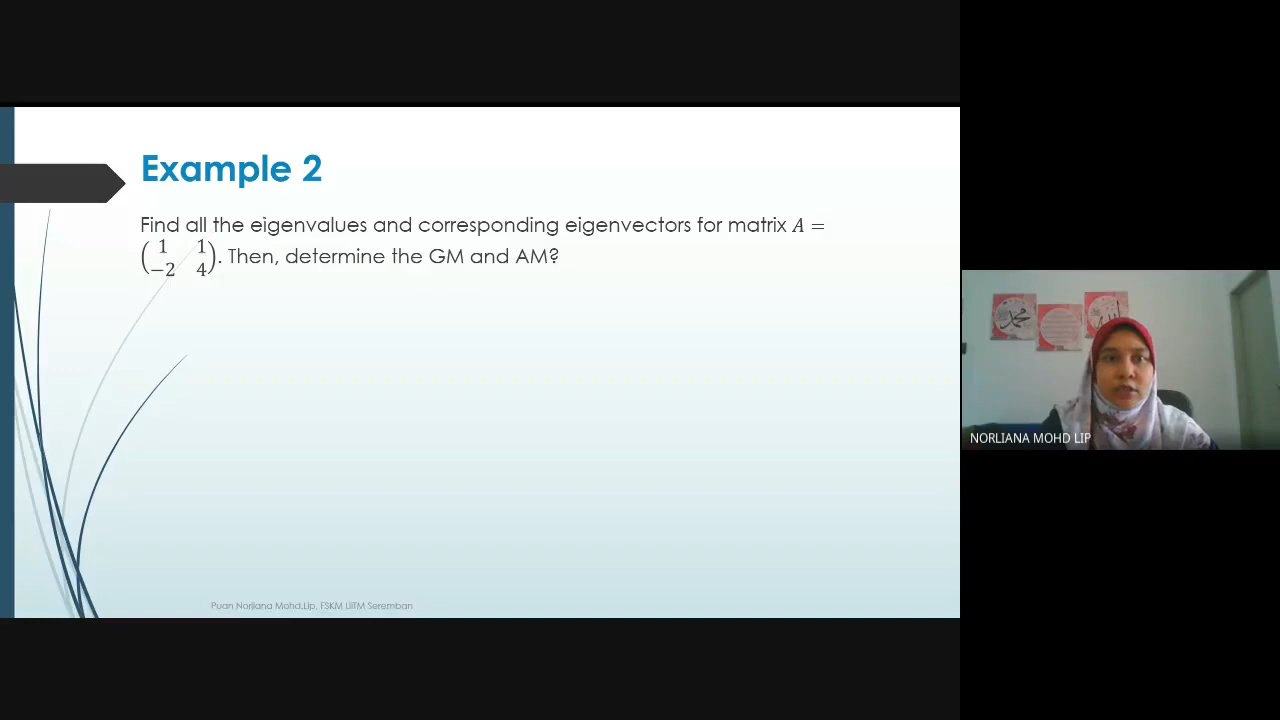 Example 2
Find all the eigenvalues and corresponding eigenvectors for matrix A =
( 1 1
−2 4 ). Then, determine the GM and AM?
NORLIANA MOHD LIP
Puan Norliana Mohd Lip, FSKM UiTM Seremban